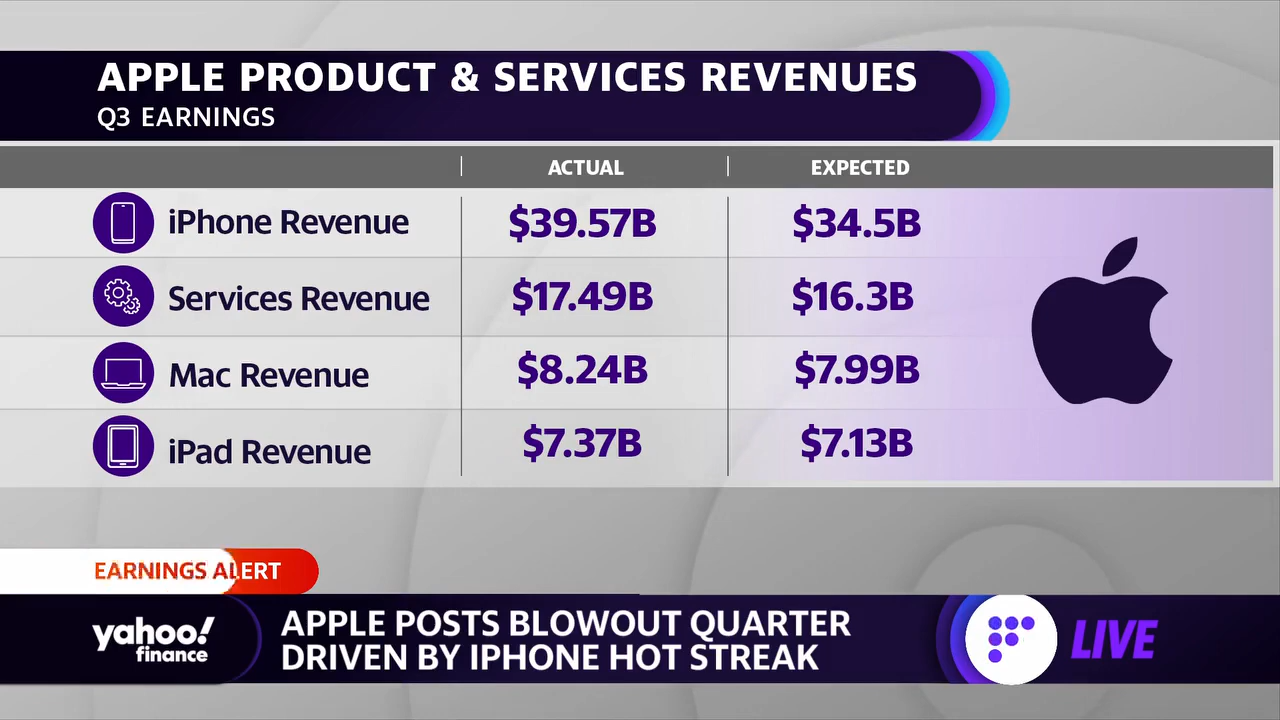 APPLE PRODUCT & SERVICES REVENUES
Q3 EARNINGS
ACTUAL EXPECTED
iPhone Revenue $39.57B $34.5B
Services Revenue $17.49B $16.3B
Mac Revenue $8.24B $7.99B
iPad Revenue $7.37B $7.13B
EARNINGS ALERT
yahoo!
finance
APPLE POSTS BLOWOUT QUARTER
DRIVEN BY IPHONE HOT STREAK
LIVE